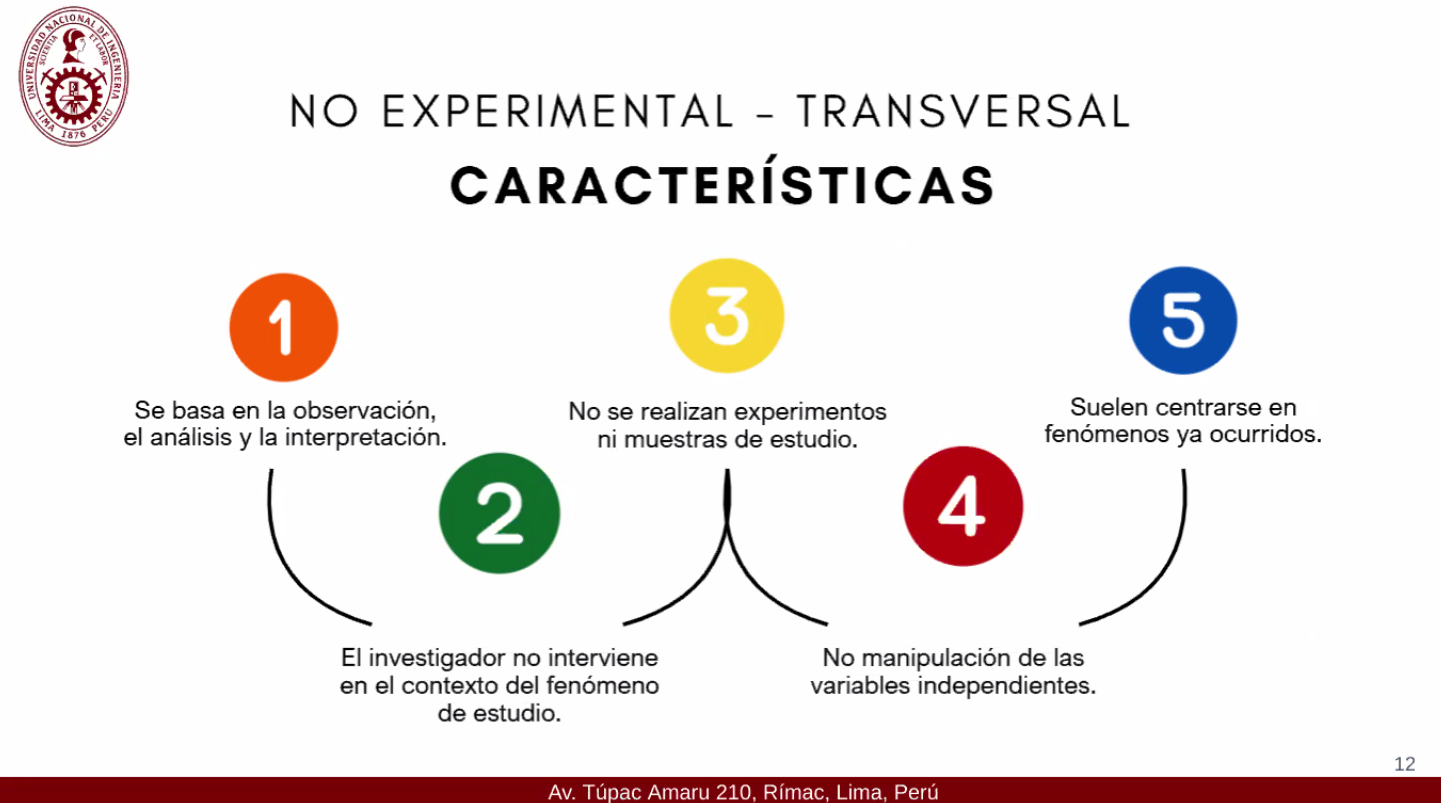 UNIVERSIDAD NACIONAL DE INGENIERIA
SCIENTIA ET LABOR
LIMA 1876 PERU
NO EXPERIMENTAL – TRANSVERSAL
CARACTERÍSTICAS
1
Se basa en la observación,
el análisis y la interpretación.
2
El investigador no interviene
en el contexto del fenómeno
de estudio.
3
No se realizan experimentos
ni muestras de estudio.
4
No manipulación de las
variables independientes.
5
Suelen centrarse en
fenómenos ya ocurridos.
12
Av. Túpac Amaru 210, Rímac, Lima, Perú